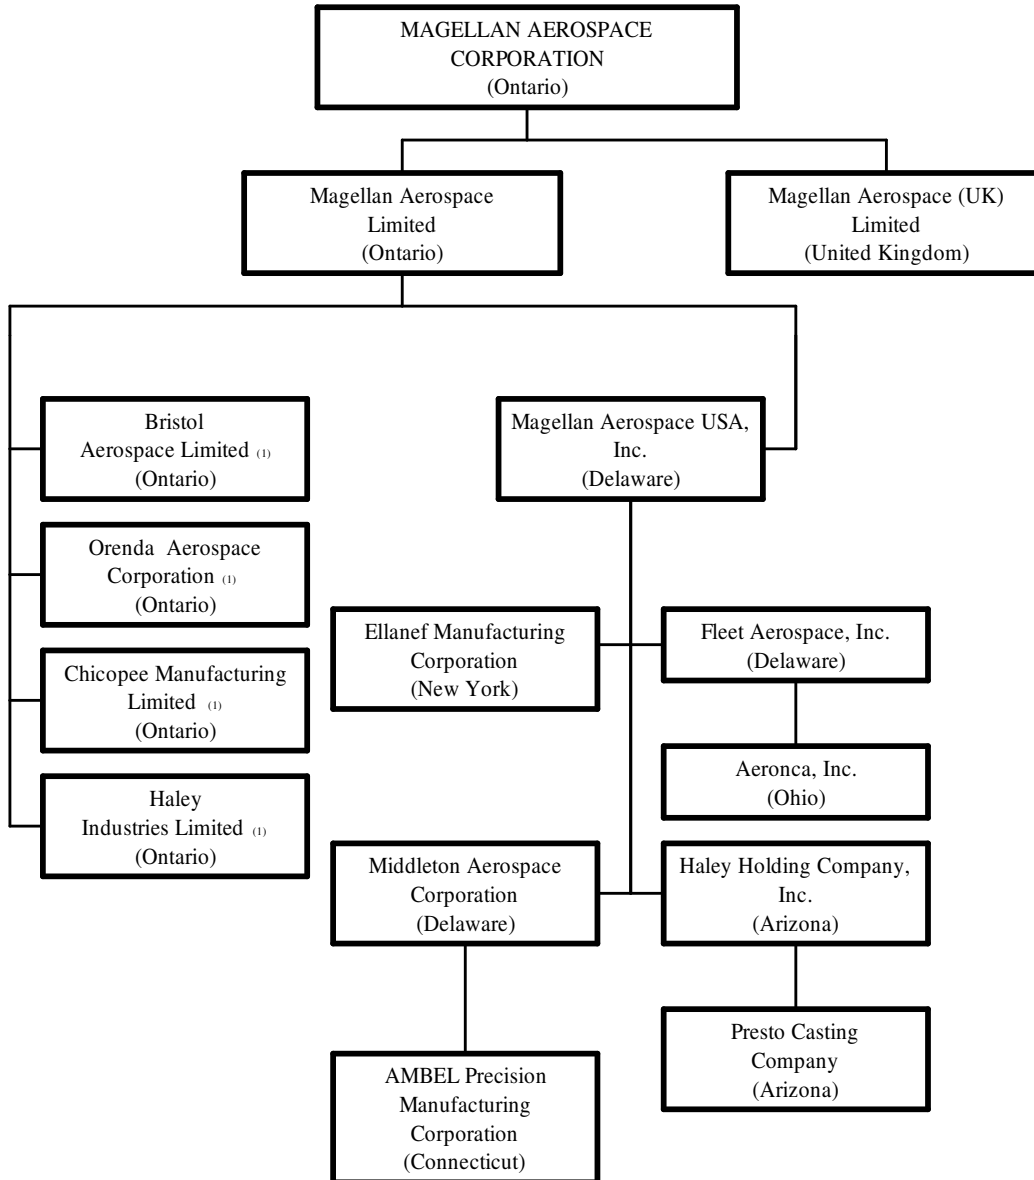 MAGELLAN AEROSPACE
CORPORATION
(Ontario)
Magellan Aerospace
Limited
(Ontario)
Magellan Aerospace (UK)
Limited
(United Kingdom)
Bristol
Aerospace Limited (1)
(Ontario)
Magellan Aerospace USA,
Inc.
(Delaware)
Orenda Aerospace
Corporation (1)
(Ontario)
Ellanef Manufacturing
Corporation
(New York)
Fleet Aerospace, Inc.
(Delaware)
Chicopee Manufacturing
Limited (1)
(Ontario)
Aeronca, Inc.
(Ohio)
Haley
Industries Limited (1)
(Ontario)
Middleton Aerospace
Corporation
(Delaware)
Haley Holding Company,
Inc.
(Arizona)
Presto Casting
Company
(Arizona)
AMBEL Precision
Manufacturing
Corporation
(Connecticut)